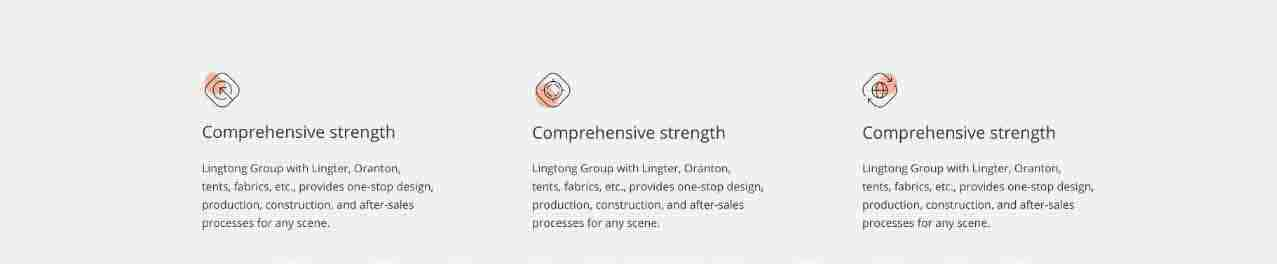 Comprehensive strength
Lingtong Group with Lingter, Oranton,
tents, fabrics, etc., provides one-stop design,
production, construction, and after-sales
processes for any scene.
Comprehensive strength
Lingtong Group with Lingter, Oranton,
tents, fabrics, etc., provides one-stop design,
production, construction, and after-sales
processes for any scene.
Comprehensive strength
Lingtong Group with Lingter, Oranton,
tents, fabrics, etc., provides one-stop design,
production, construction, and after-sales
processes for any scene.